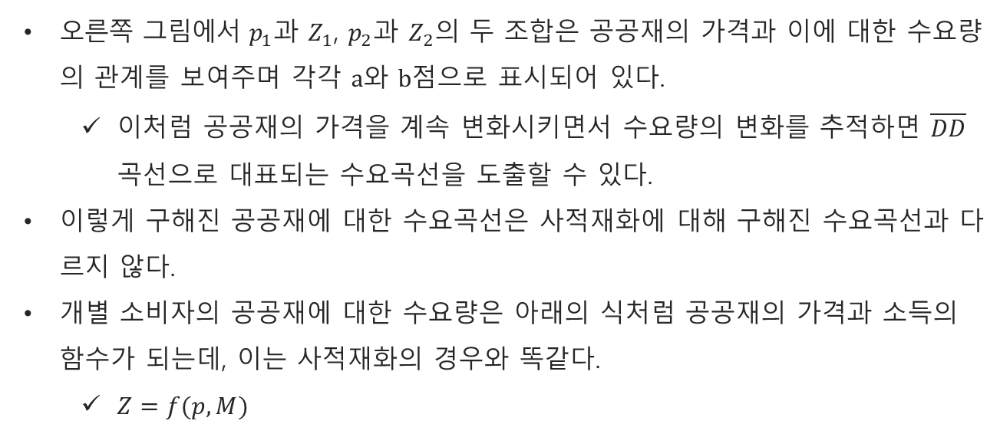 • 오른쪽 그림에서 p₁과 Z₁, p₂과 Z₂의 두 조합은 공공재의 가격과 이에 대한 수요량
의 관계를 보여주며 각각 a와 b점으로 표시되어 있다.
✓ 이처럼 공공재의 가격을 계속 변화시키면서 수요량의 변화를 추적하면 D̅D̅
곡선으로 대표되는 수요곡선을 도출할 수 있다.
• 이렇게 구해진 공공재에 대한 수요곡선은 사적재화에 대해 구해진 수요곡선과 다
르지 않다.
• 개별 소비자의 공공재에 대한 수요량은 아래의 식처럼 공공재의 가격과 소득의
함수가 되는데, 이는 사적재화의 경우와 똑같다.
✓ Z = f(p, M)